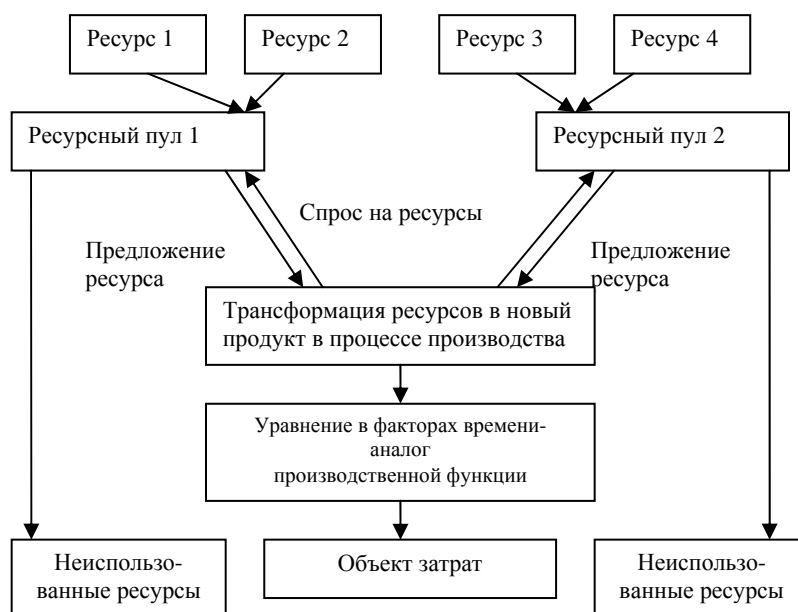 Ресурс 1
Ресурс 2
Ресурс 3
Ресурс 4
Ресурсный пул 1
Ресурсный пул 2
Спрос на ресурсы
Предложение
ресурса
Предложение
ресурса
Трансформация ресурсов в новый
продукт в процессе производства
Уравнение в факторах времени-
аналог
производственной функции
Неиспользо-
ванные ресурсы
Объект затрат
Неиспользо-
ванные ресурсы